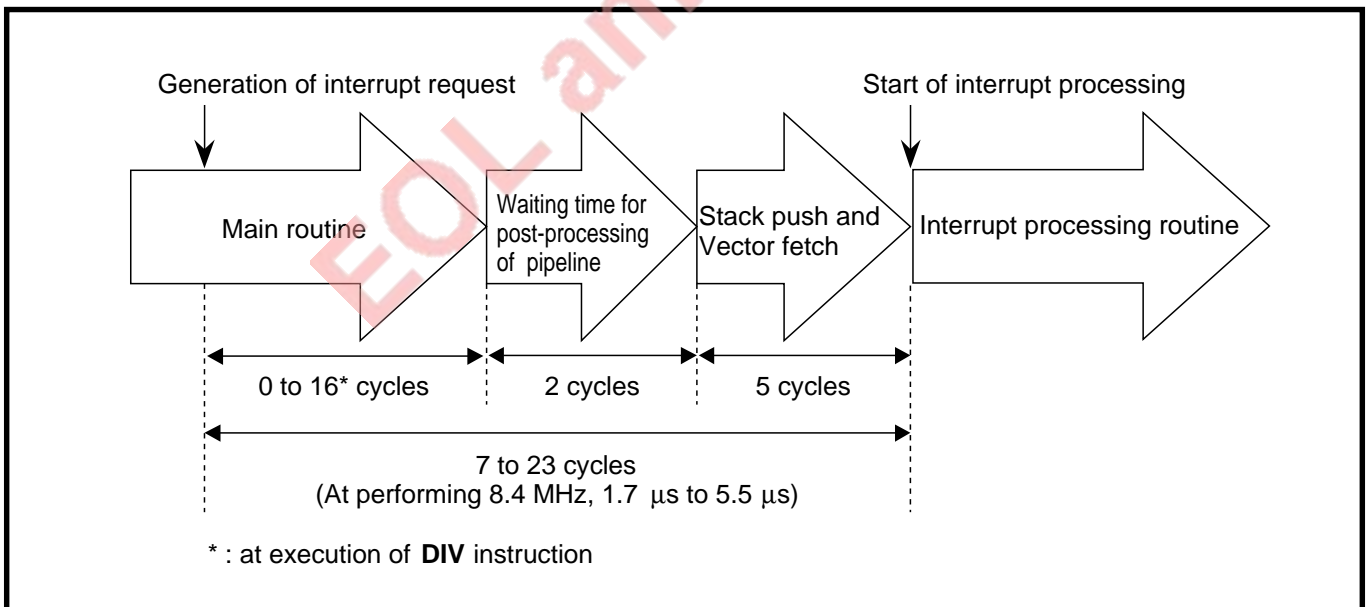 EOL an
Generation of interrupt request
Start of interrupt processing
Main routine
Waiting time for
post-processing
of pipeline
Stack push and
Vector fetch
Interrupt processing routine
0 to 16* cycles
2 cycles
5 cycles
7 to 23 cycles
(At performing 8.4 MHz, 1.7 μs to 5.5 μs)
* : at execution of DIV instruction